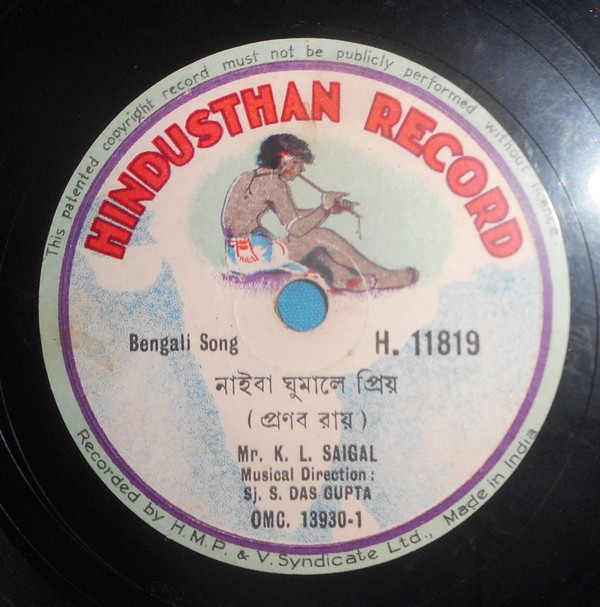 This patented copyright record must not be publicly performed without licence
HINDUSTHAN RECORD
Bengali Song
H. 11819
নাইবা ঘুমালে প্রিয়
( প্রণব রায় )
Mr. K. L. SAIGAL
Musical Direction :
Sj. S. DAS GUPTA
OMC. 13930-1
Recorded by H.M.P. & V. Syndicate Ltd., Made in India